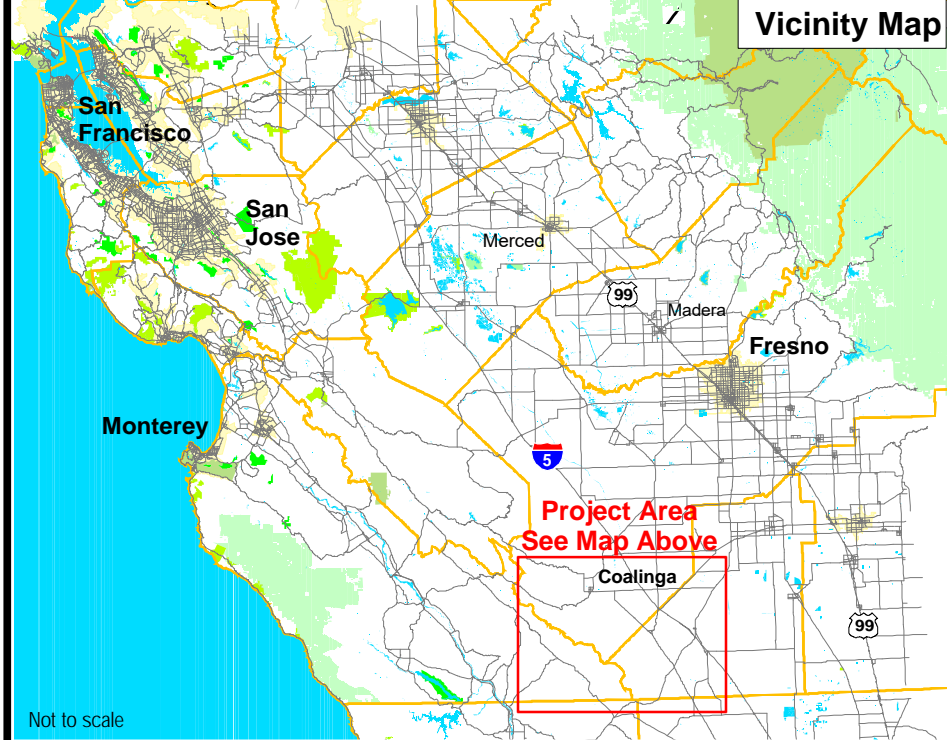 Vicinity Map
San
Francisco
San
Jose
Merced
99
Madera
Fresno
Monterey
5
Project Area
See Map Above
Coalinga
99
Not to scale